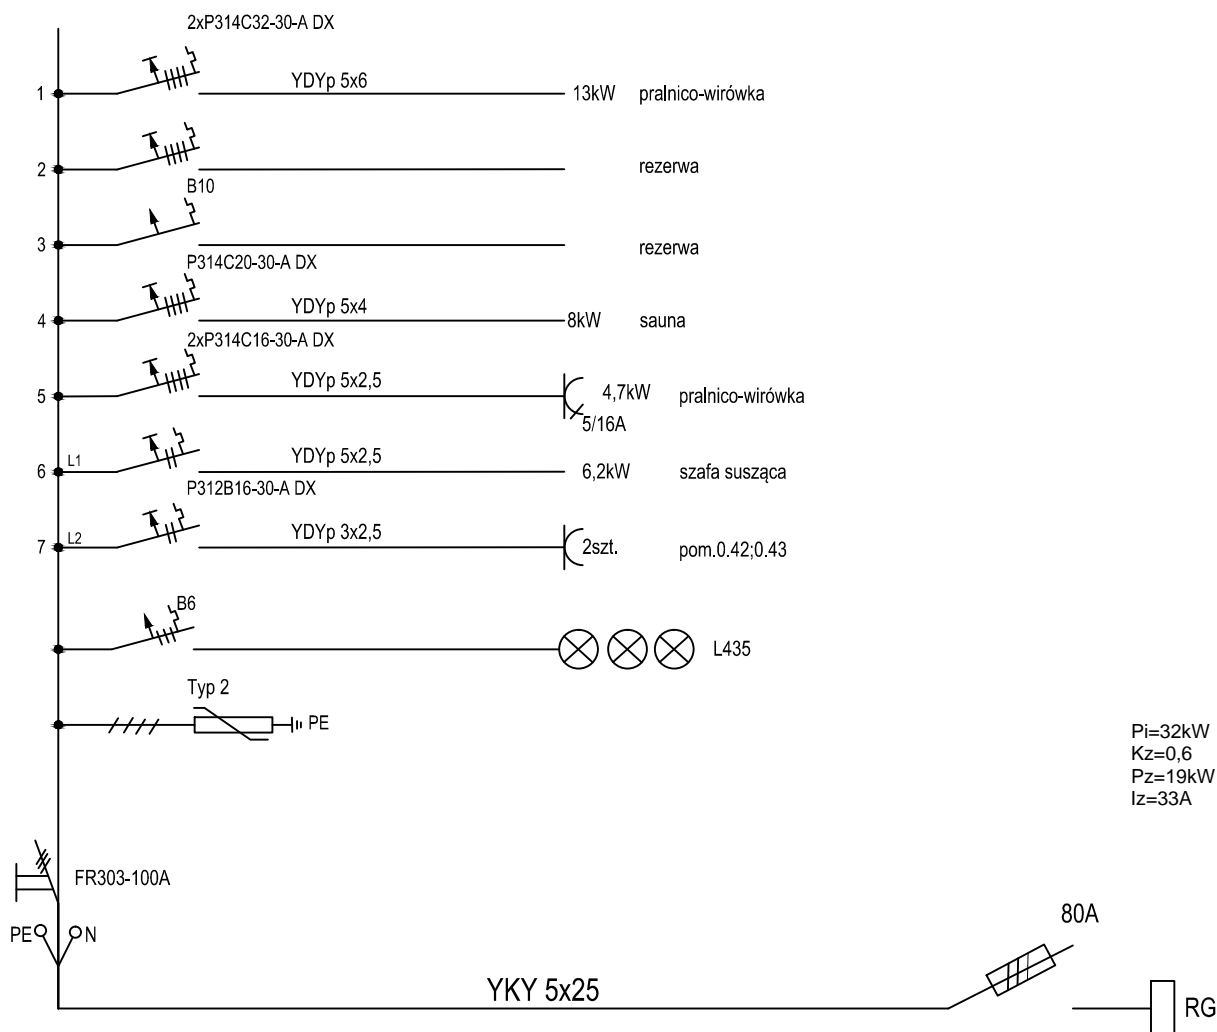 2xP314C32-30-A DX
YDYp 5x6
1
13kW pralnico-wirówka
2
rezerwa
B10
3
rezerwa
P314C20-30-A DX
YDYp 5x4
4
8kW sauna
2xP314C16-30-A DX
YDYp 5x2,5
5
4,7kW pralnico-wirówka
5/16A
YDYp 5x2,5
6 L1
6,2kW szafa susząca
P312B16-30-A DX
YDYp 3x2,5
7 L2
2szt. pom.0.42;0.43
B6
L435
Typ 2
PE
Pi=32kW
Kz=0,6
Pz=19kW
Iz=33A
FR303-100A
PE N
80A
YKY 5x25
RG